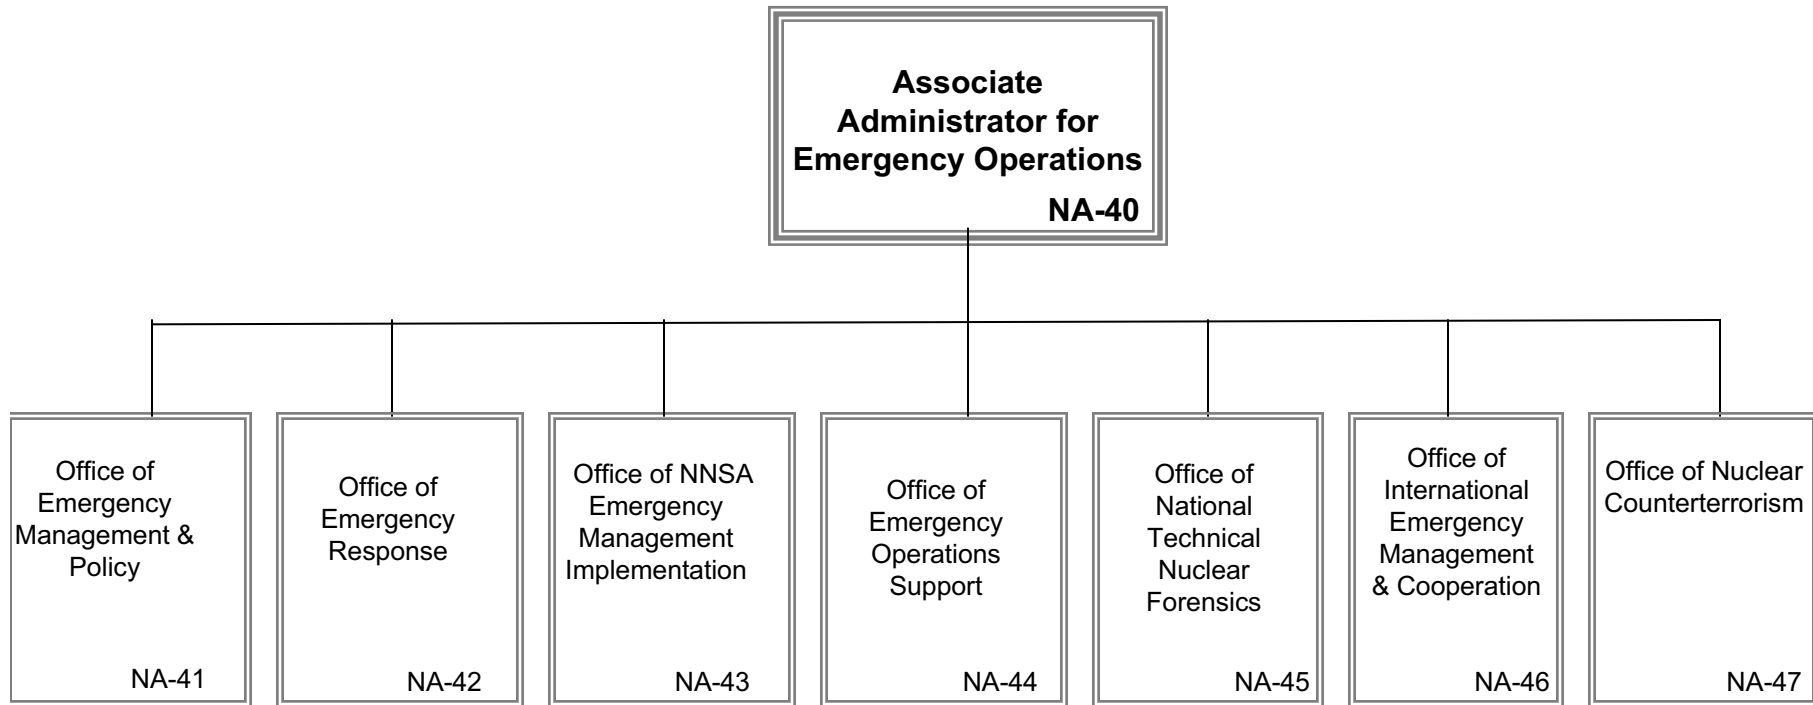 Associate
Administrator for
Emergency Operations
NA-40
Office of
Emergency
Management &
Policy
NA-41
Office of
Emergency
Response
NA-42
Office of NNSA
Emergency
Management
Implementation
NA-43
Office of
Emergency
Operations
Support
NA-44
Office of
National
Technical
Nuclear
Forensics
NA-45
Office of
International
Emergency
Management
& Cooperation
NA-46
Office of Nuclear
Counterterrorism
NA-47